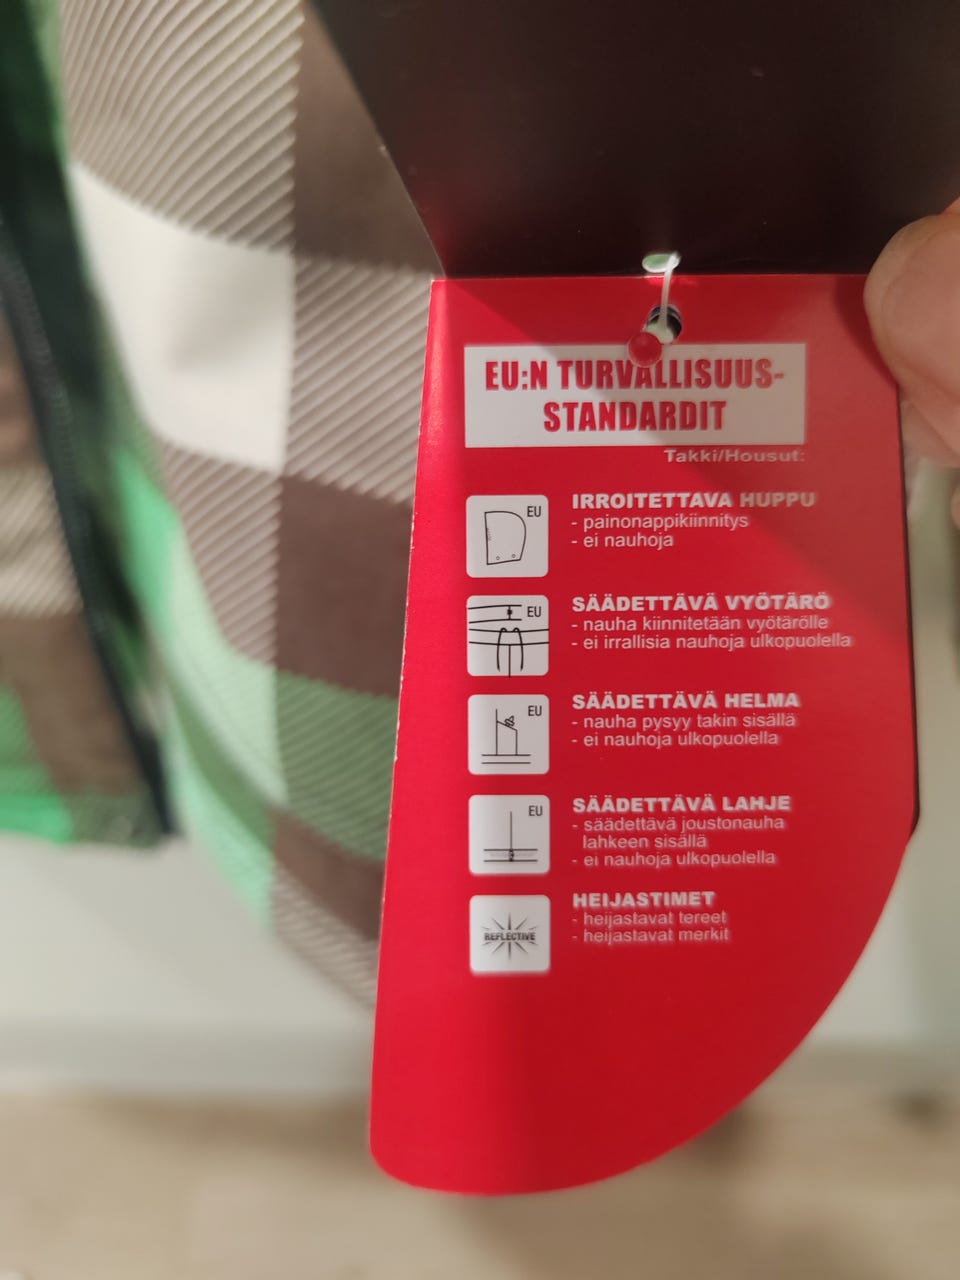 EU:N TURVALLISUUS-
STANDARDIT
Takki/Housut:
EU
IRROITETTAVA HUPPU
- painonappikiinnitys
- ei nauhoja
EU
SÄÄDETTÄVÄ VYÖTÄRÖ
- nauha kiinnitetään vyötärölle
- ei irrallisia nauhoja ulkopuolella
EU
SÄÄDETTÄVÄ HELMA
- nauha pysyy takin sisällä
- ei nauhoja ulkopuolella
EU
SÄÄDETTÄVÄ LAHJE
- säädettävä joustonauha
lahkeen sisällä
- ei nauhoja ulkopuolella
REFLECTIVE
HEIJASTIMET
- heijastavat tereet
- heijastavat merkit